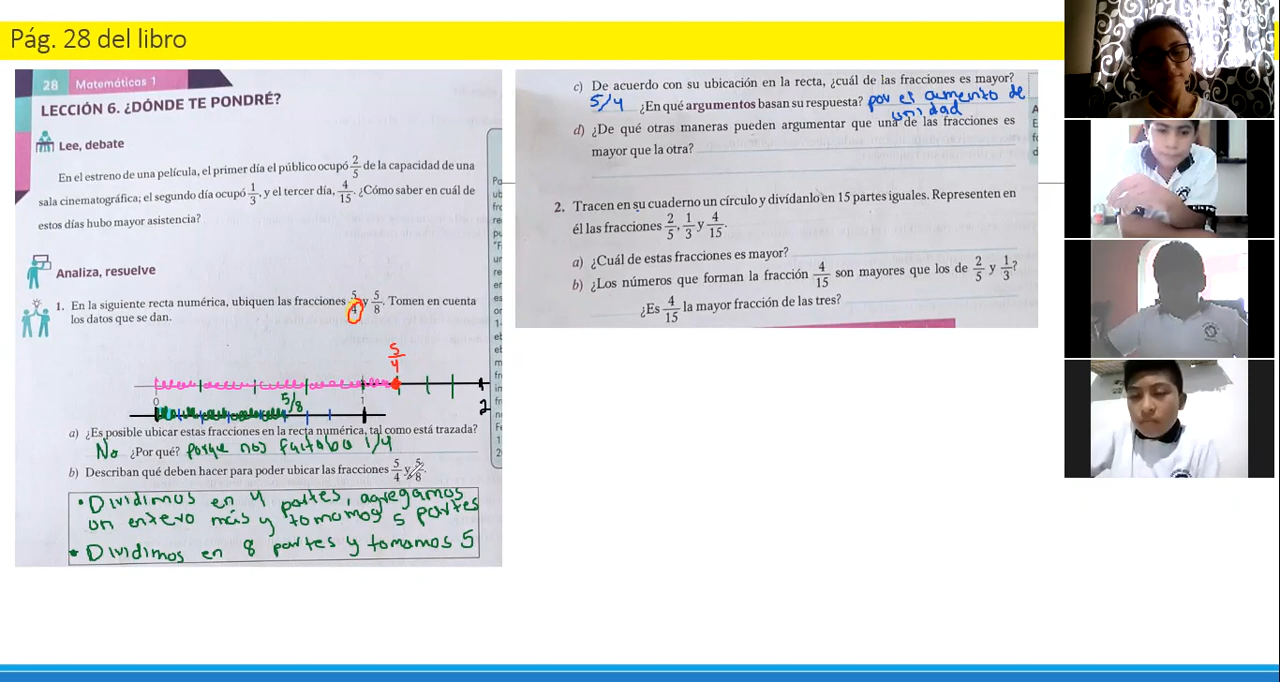 Pág. 28 del libro
28 Matemáticas 1
LECCIÓN 6. ¿DÓNDE TE PONDRÉ?
Lee, debate
En el estreno de una película, el primer día el público ocupó 2/5 de la capacidad de una
sala cinematográfica; el segundo día ocupó 1/3, y el tercer día, 4/15. ¿Cómo saber en cuál de
estos días hubo mayor asistencia?
Analiza, resuelve
1. En la siguiente recta numérica, ubiquen las fracciones 5/4 y 5/8. Tomen en cuenta
los datos que se dan.
5/4
0 1 2
5/8
a) ¿Es posible ubicar estas fracciones en la recta numérica, tal como está trazada?
No ¿Por qué? porque nos faltaba 1/4
b) Describan qué deben hacer para poder ubicar las fracciones 5/4 y 5/8.
• Dividimos en 4 partes, agregamos
un entero más y tomamos 5 partes
• Dividimos en 8 partes y tomamos 5
c) De acuerdo con su ubicación en la recta, ¿cuál de las fracciones es mayor?
5/4 ¿En qué argumentos basan su respuesta? por el aumento de
unidad
d) ¿De qué otras maneras pueden argumentar que una de las fracciones es
mayor que la otra?
2. Tracen en su cuaderno un círculo y divídanlo en 15 partes iguales. Representen en
él las fracciones 2/5, 1/3 y 4/15.
a) ¿Cuál de estas fracciones es mayor?
b) ¿Los números que forman la fracción 4/15 son mayores que los de 2/5 y 1/3?
¿Es 4/15 la mayor fracción de las tres?